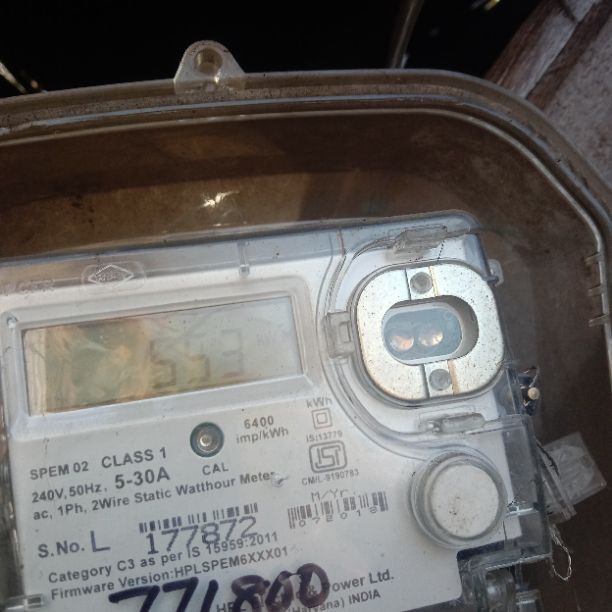 553
6400
imp/kWh
kWh
IS:13779
SPEM 02 CLASS 1
CAL
CM/L-9190783
240V,50Hz, 5-30A
ac, 1Ph, 2Wire Static Watthour Meter
M/Yr.
072018
S.No. L 177872
Category C3 as per IS 15959:2011
Firmware Version:HPLSPEM6XXX01
771800
& Power Ltd.
INDIA